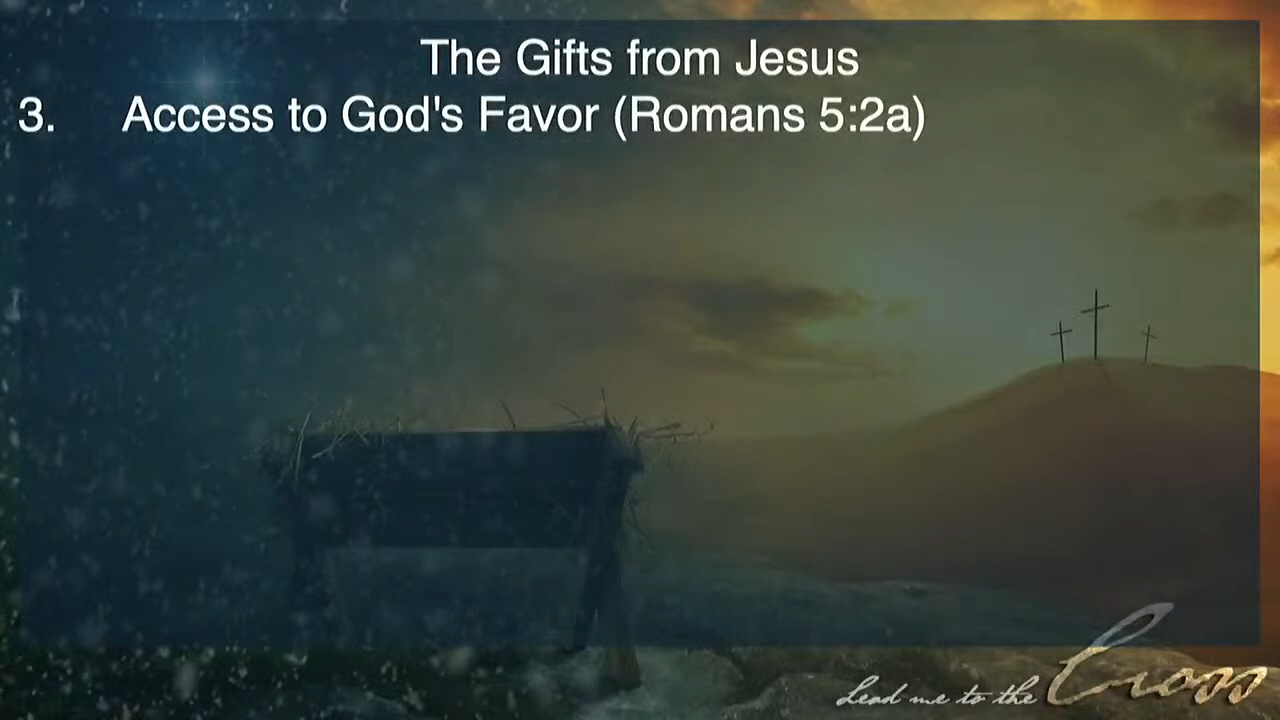 The Gifts from Jesus
3. Access to God's Favor (Romans 5:2a)
Lead me to the Cross